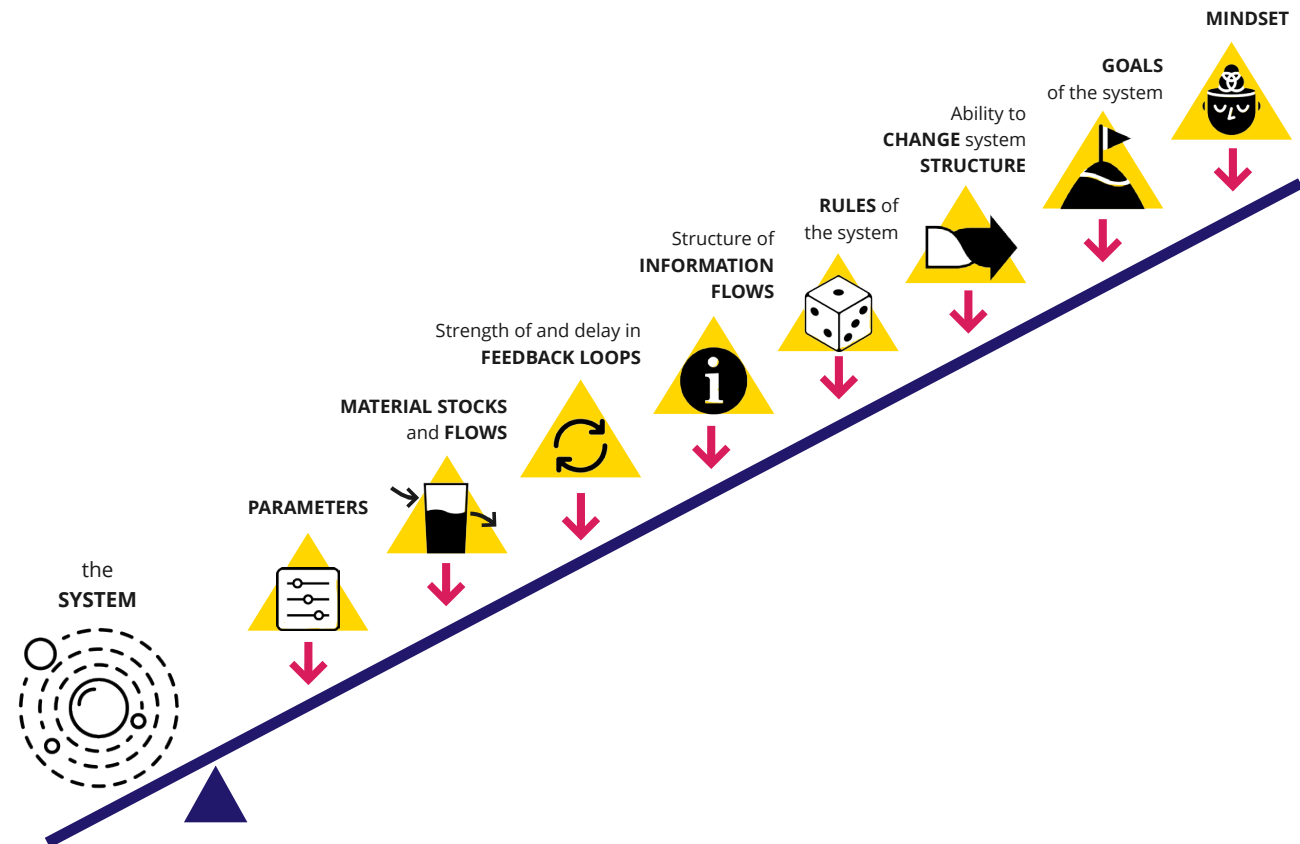 the
SYSTEM
PARAMETERS
MATERIAL STOCKS
and FLOWS
Strength of and delay in
FEEDBACK LOOPS
Structure of
INFORMATION
FLOWS
i
RULES of
the system
Ability to
CHANGE system
STRUCTURE
GOALS
of the system
MINDSET